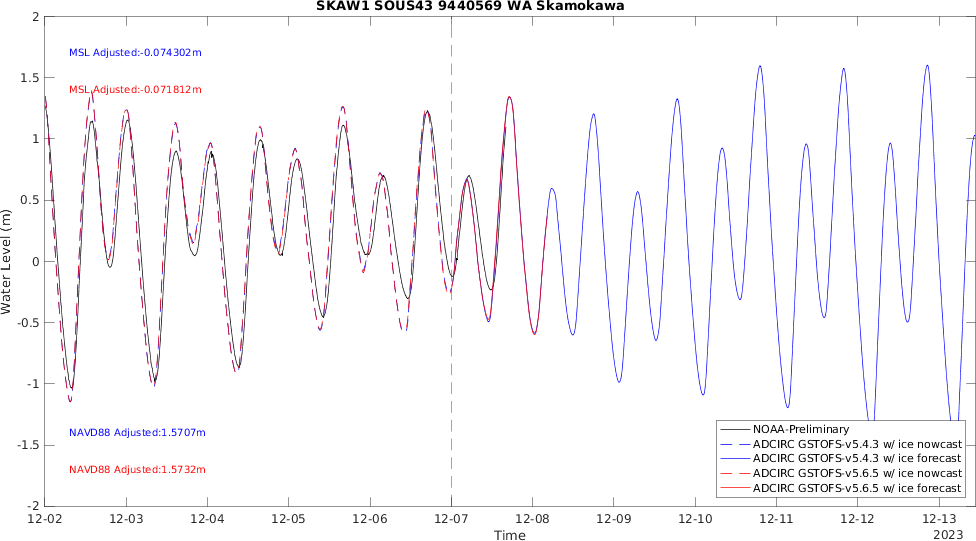 SKAW1 SOUS43 9440569 WA Skamokawa
MSL Adjusted:-0.074302m
MSL Adjusted:-0.071812m
NAVD88 Adjusted:1.5707m
NAVD88 Adjusted:1.5732m
Water Level (m)
2
1.5
1
0.5
0
-0.5
-1
-1.5
-2
NOAA-Preliminary
ADCIRC GSTOFS-v5.4.3 w/ ice nowcast
ADCIRC GSTOFS-v5.4.3 w/ ice forecast
ADCIRC GSTOFS-v5.6.5 w/ ice nowcast
ADCIRC GSTOFS-v5.6.5 w/ ice forecast
12-02 12-03 12-04 12-05 12-06 12-07 12-08 12-09 12-10 12-11 12-12 12-13
Time
2023